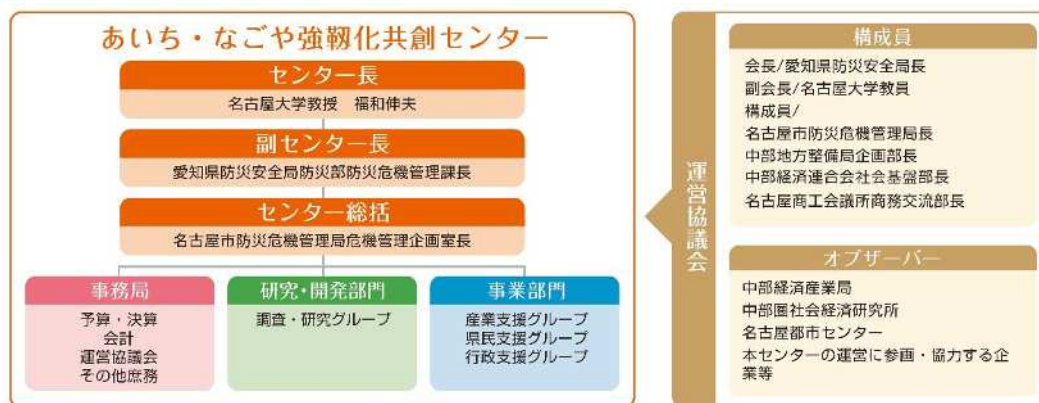 あいち・なごや強靱化共創センター
センター長
名古屋大学教授 福和伸夫
副センター長
愛知県防災安全局防災部防災危機管理課長
センター総括
名古屋市防災危機管理局危機管理企画室長
事務局
予算・決算
会計
運営協議会
その他庶務
研究・開発部門
調査・研究グループ
事業部門
産業支援グループ
県民支援グループ
行政支援グループ
運営協議会
構成員
会長/愛知県防災安全局長
副会長/名古屋大学教員
構成員/
名古屋市防災危機管理局長
中部地方整備局企画部長
中部経済連合会社会基盤部長
名古屋商工会議所商務交流部長
オブザーバー
中部経済産業局
中部圏社会経済研究所
名古屋都市センター
本センターの運営に参画・協力する企
業等